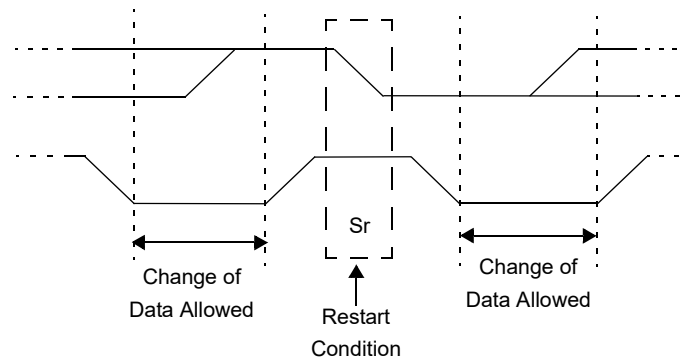 Sr
Change of
Data Allowed
Restart
Condition
Change of
Data Allowed